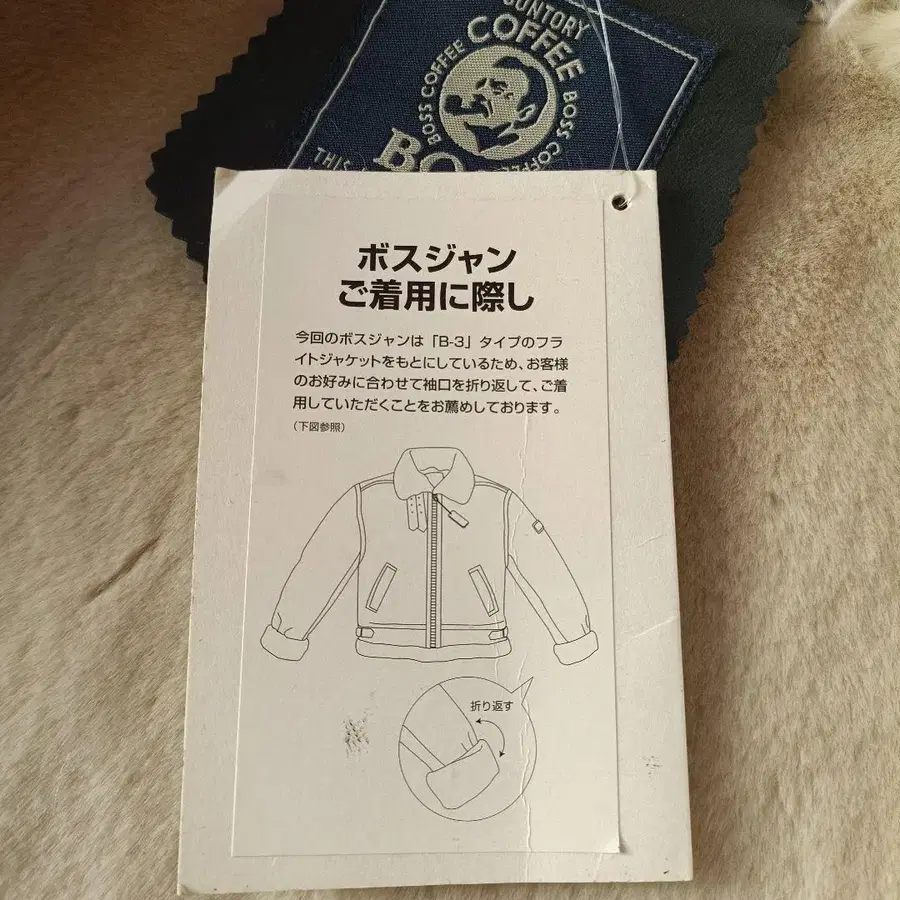 SUNTORY
COFFEE
BOSS COFFEE
BOSS COFFEE
BO
THIS
ボスジャン
ご着用に際し
今回のボスジャンは「B-3」タイプのフラ
イトジャケットをもとにしているため、お客様
のお好みに合わせて袖口を折り返して、ご着
用していただくことをお薦めしております。
(下図参照)
折り返す